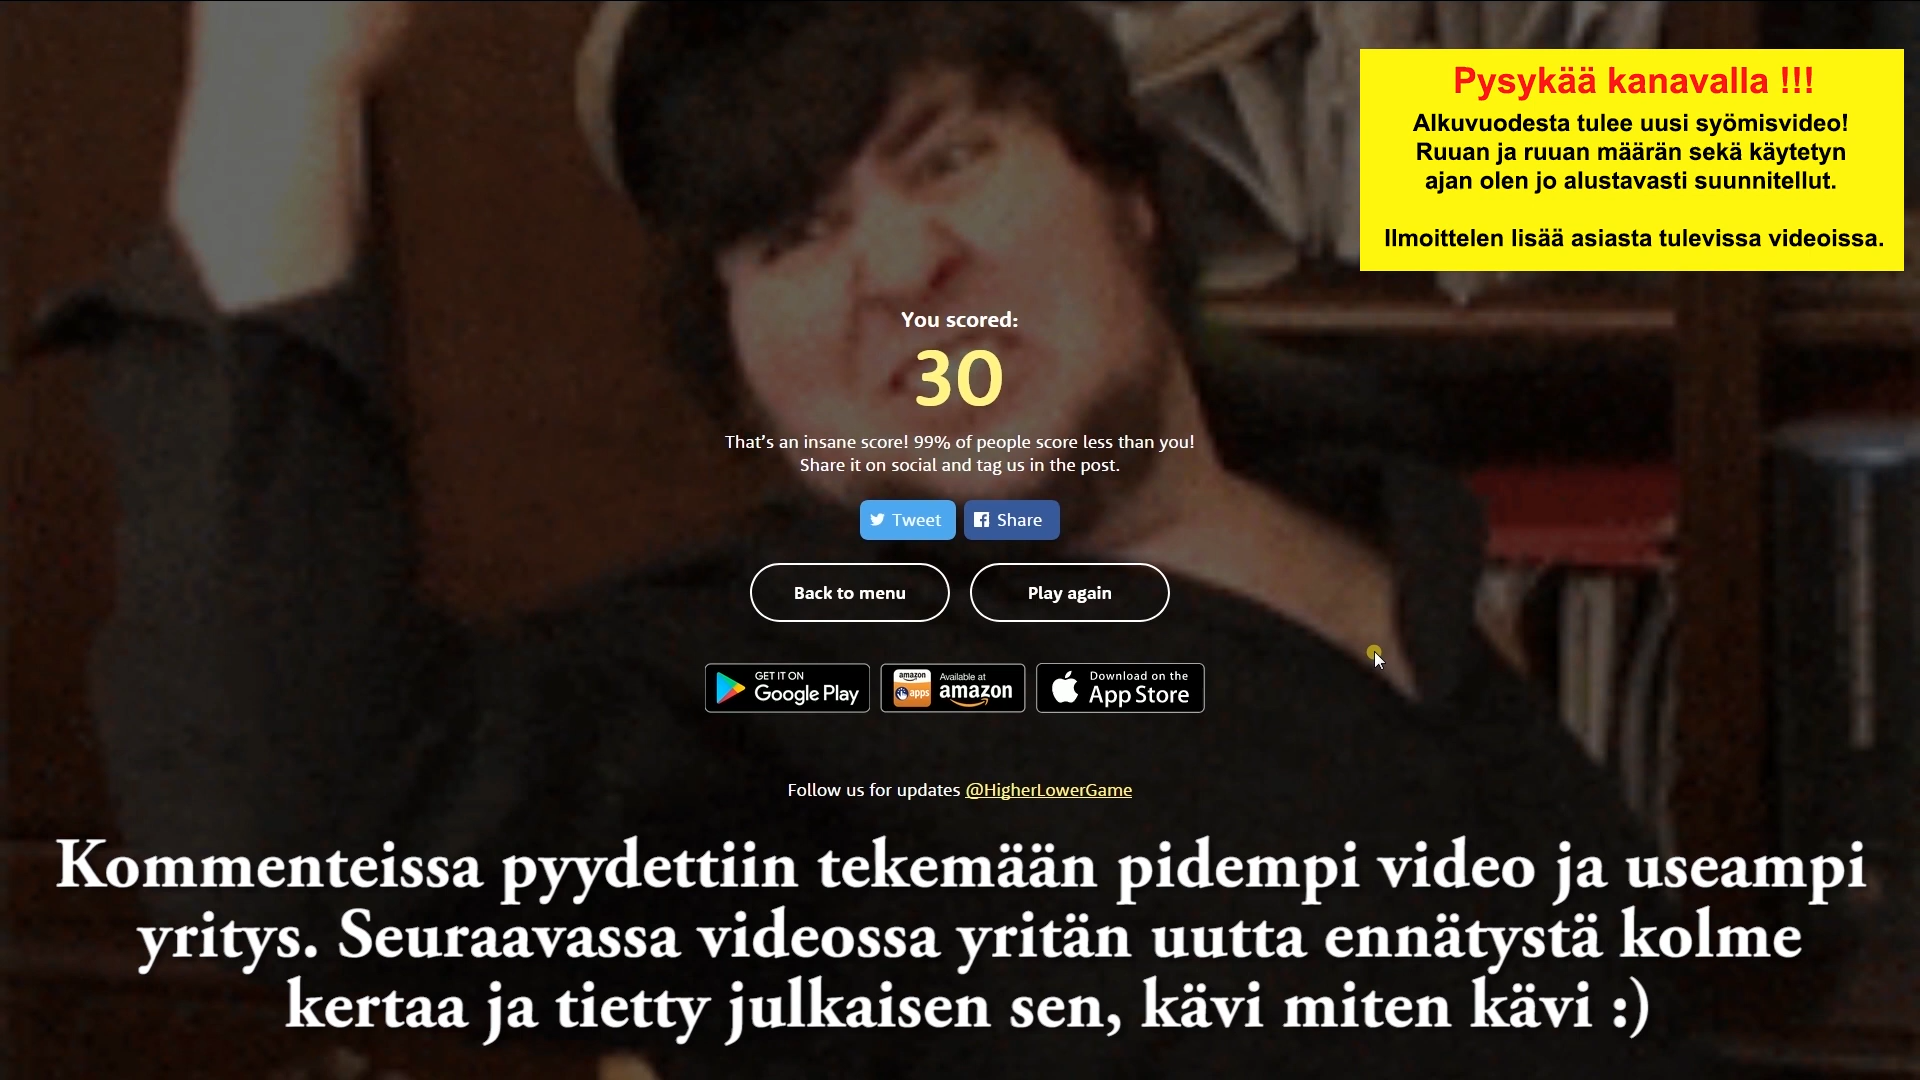 Pysykää kanavalla !!!
Alkuvuodesta tulee uusi syömisvideo!
Ruuan ja ruuan määrän sekä käytetyn
ajan olen jo alustavasti suunnitellut.
Ilmoittelen lisää asiasta tulevissa videoissa.
You scored:
30
That's an insane score! 99% of people score less than you!
Share it on social and tag us in the post.
Tweet
Share
Back to menu
Play again
GET IT ON
Google Play
amazon
apps
Available at
amazon
Download on the
App Store
Follow us for updates @HigherLowerGame
Kommenteissa pyydettiin tekemään pidempi video ja useampi
yritys. Seuraavassa videossa yritän uutta ennätystä kolme
kertaa ja tietty julkaisen sen, kävi miten kävi :)